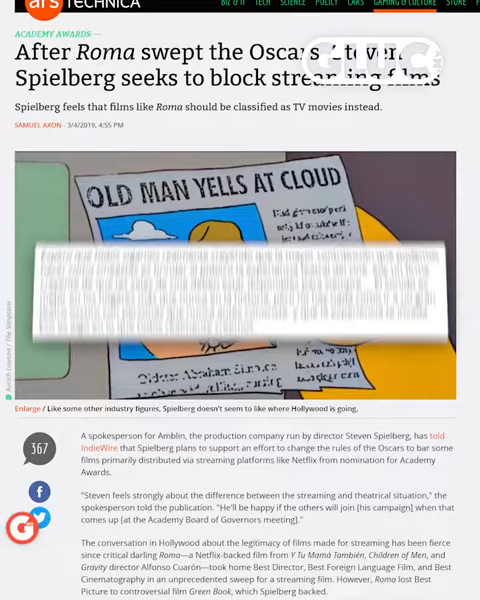 ars TECHNICA
BIZ & IT TECH SCIENCE POLICY CARS GAMING & CULTURE STORE
ACADEMY AWARDS —
After Roma swept the Oscars, Steven
Spielberg seeks to block streaming films
GMC
Spielberg feels that films like Roma should be classified as TV movies instead.
SAMUEL AXON - 3/4/2019, 4:55 PM
OLD MAN YELLS AT CLOUD
Aurich Lawson / The Simpsons
Enlarge / Like some other industry figures, Spielberg doesn't seem to like where Hollywood is going.
367
A spokesperson for Amblin, the production company run by director Steven Spielberg, has told
IndieWire that Spielberg plans to support an effort to change the rules of the Oscars to bar some
films primarily distributed via streaming platforms like Netflix from nomination for Academy
Awards.
"Steven feels strongly about the difference between the streaming and theatrical situation," the
spokesperson told the publication. "He'll be happy if the others will join [his campaign] when that
comes up [at the Academy Board of Governors meeting]."
The conversation in Hollywood about the legitimacy of films made for streaming has been fierce
since critical darling Roma—a Netflix-backed film from Y Tu Mamá También, Children of Men, and
Gravity director Alfonso Cuarón—took home Best Director, Best Foreign Language Film, and Best
Cinematography in an unprecedented sweep for a streaming film. However, Roma lost Best
Picture to controversial film Green Book, which Spielberg backed.